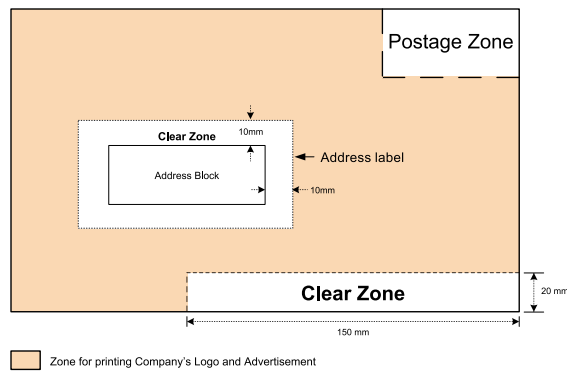 Postage Zone
Clear Zone
10mm
Address label
Address Block
10mm
Clear Zone
20 mm
150 mm
Zone for printing Company's Logo and Advertisement